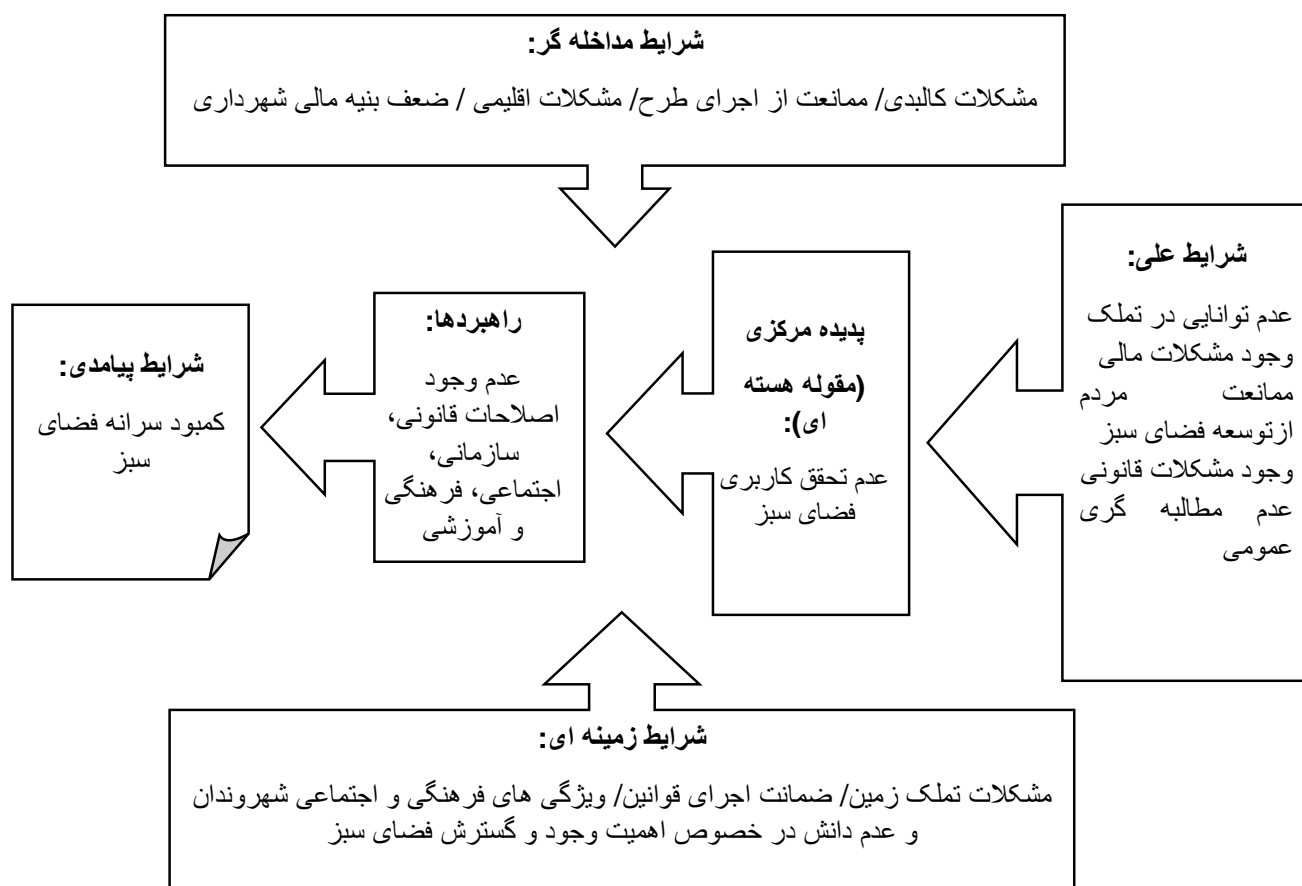 شرایط مداخله گر:
مشکلات کالبدی/ ممانعت از اجرای طرح/ مشکلات اقلیمی / ضعف بنیه مالی شهرداری
شرایط علی:
عدم توانایی در تملک
وجود مشکلات مالی
ممانعت مردم
ازتوسعه فضای سبز
وجود مشکلات قانونی
عدم مطالبه گری
عمومی
پدیده مرکزی
(مقوله هسته
ای):
عدم تحقق کاربری
فضای سبز
راهبردها:
عدم وجود
اصلاحات قانونی،
سازمانی،
اجتماعی، فرهنگی
و آموزشی
شرایط پیامدی:
کمبود سرانه فضای
سبز
شرایط زمینه ای:
مشکلات تملک زمین/ ضمانت اجرای قوانین/ ویژگی های فرهنگی و اجتماعی شهروندان
و عدم دانش در خصوص اهمیت وجود و گسترش فضای سبز